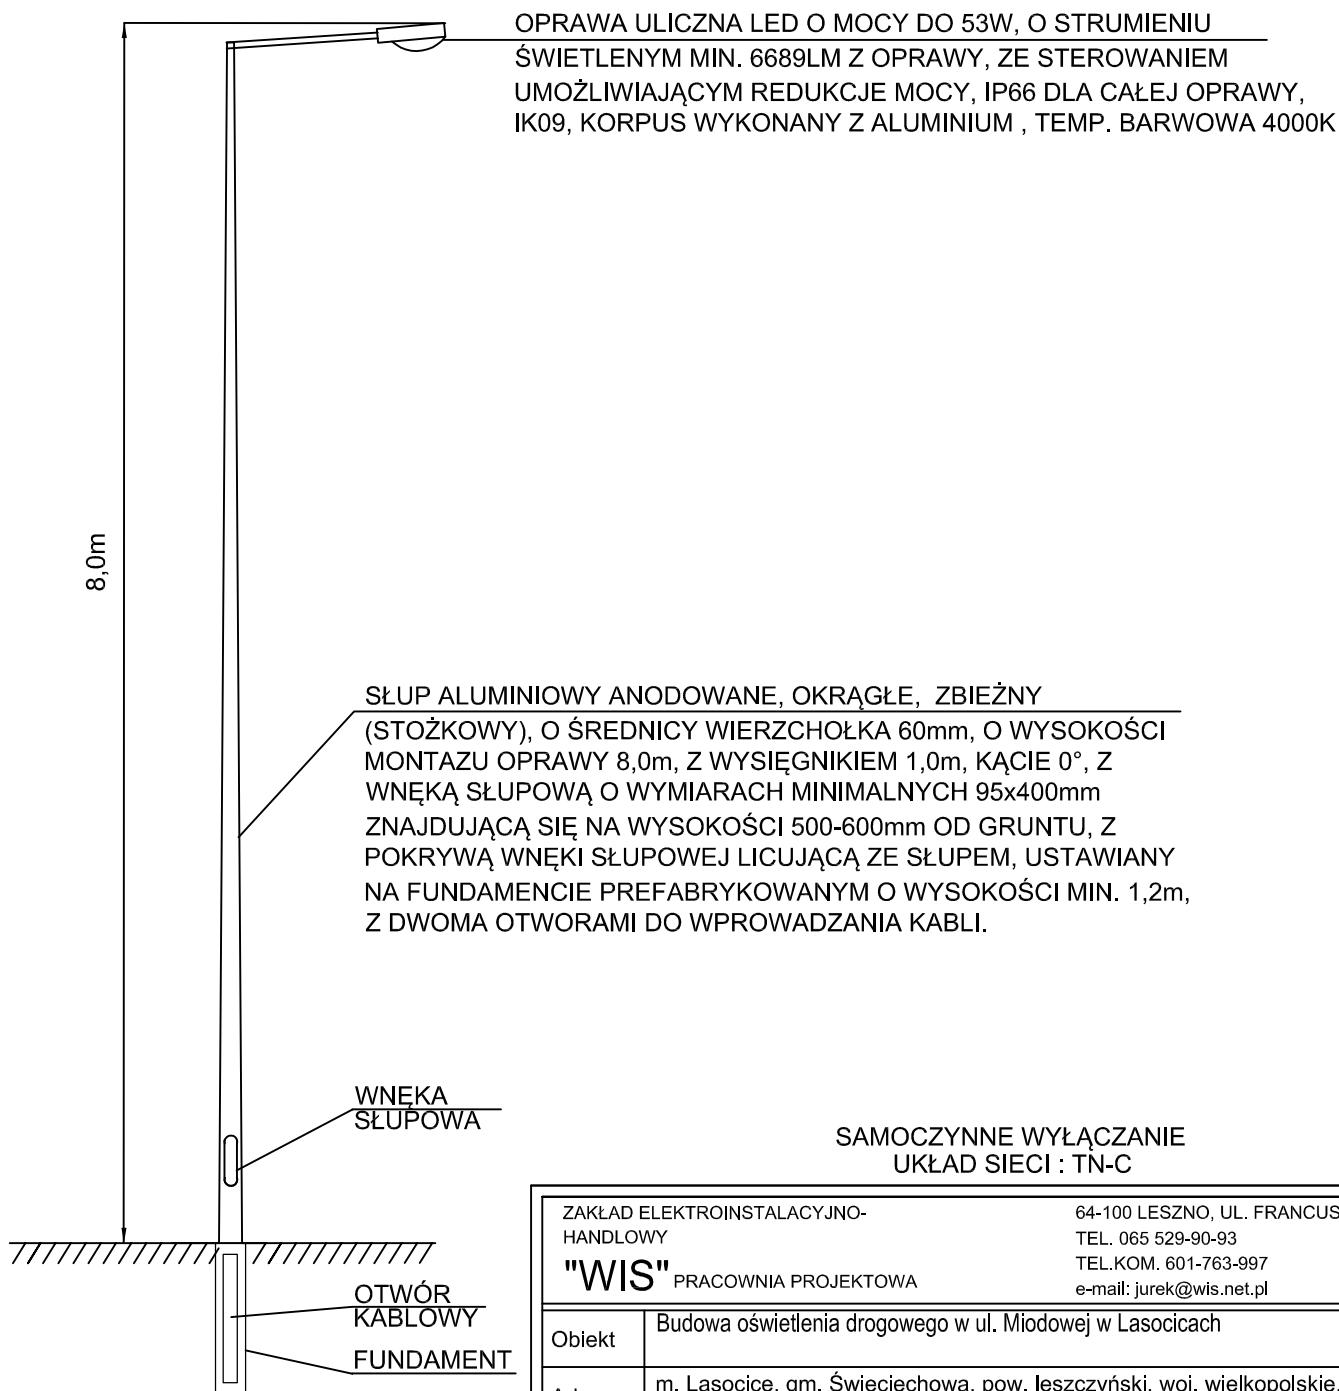 OPRAWA ULICZNA LED O MOCY DO 53W, O STRUMIENIU
ŚWIETLENYM MIN. 6689LM Z OPRAWY, ZE STEROWANIEM
UMOŻLIWIAJĄCYM REDUKCJE MOCY, IP66 DLA CAŁEJ OPRAWY,
IK09, KORPUS WYKONANY Z ALUMINIUM , TEMP. BARWOWA 4000K
8,0m
SŁUP ALUMINIOWY ANODOWANE, OKRĄGŁE, ZBIEŻNY
(STOŻKOWY), O ŚREDNICY WIERZCHOŁKA 60mm, O WYSOKOŚCI
MONTAZU OPRAWY 8,0m, Z WYSIĘGNIKIEM 1,0m, KĄCIE 0°, Z
WNĘKĄ SŁUPOWĄ O WYMIARACH MINIMALNYCH 95x400mm
ZNAJDUJĄCĄ SIĘ NA WYSOKOŚCI 500-600mm OD GRUNTU, Z
POKRYWĄ WNĘKI SŁUPOWEJ LICUJĄCĄ ZE SŁUPEM, USTAWIANY
NA FUNDAMENCIE PREFABRYKOWANYM O WYSOKOŚCI MIN. 1,2m,
Z DWOMA OTWORAMI DO WPROWADZANIA KABLI.
WNĘKA
SŁUPOWA
SAMOCZYNNE WYŁĄCZANIE
UKŁAD SIECI : TN-C
ZAKŁAD ELEKTROINSTALACYJNO-
HANDLOWY
"WIS" PRACOWNIA PROJEKTOWA
64-100 LESZNO, UL. FRANCUS
TEL. 065 529-90-93
TEL.KOM. 601-763-997
e-mail: jurek@wis.net.pl
OTWÓR
KABLOWY
FUNDAMENT
Obiekt
Budowa oświetlenia drogowego w ul. Miodowej w Lasocicach
m. Lasocice, gm. Święciechowa, pow. leszczyński, woj. wielkopolskie,